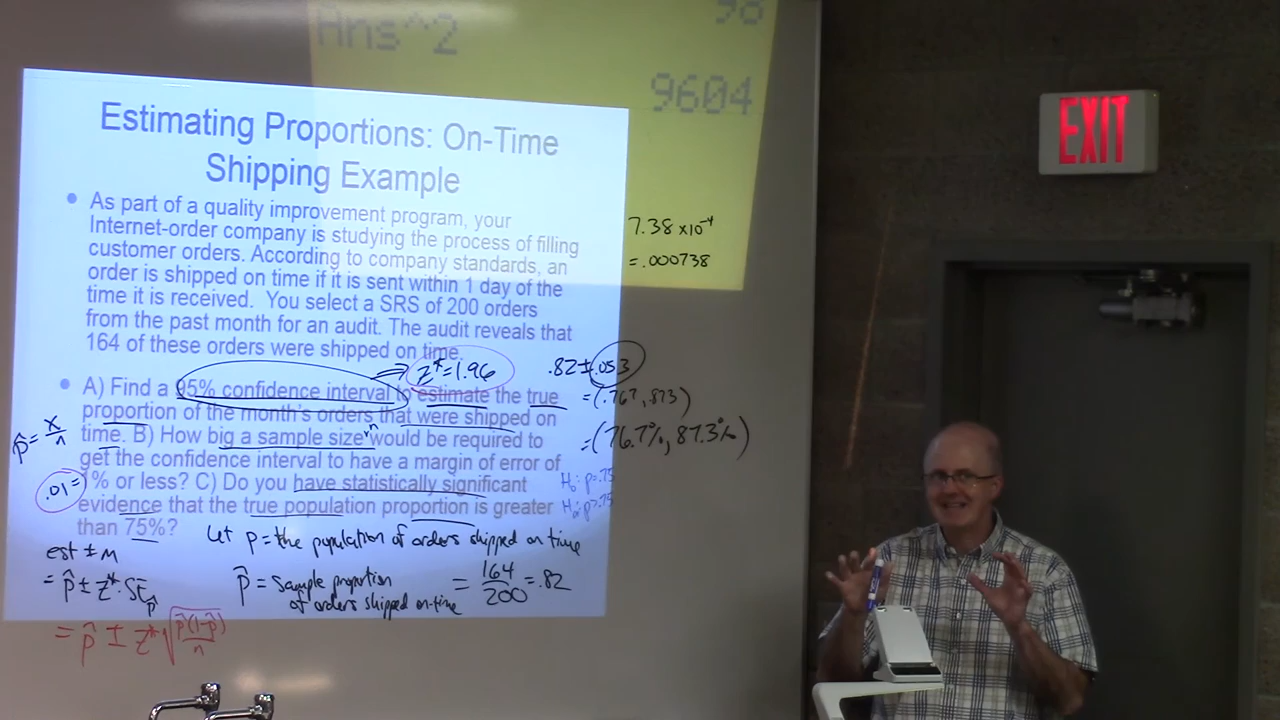 Ans^2
98
9604
EXIT
Estimating Proportions: On-Time
Shipping Example
• As part of a quality improvement program, your
Internet-order company is studying the process of filling
customer orders. According to company standards, an
order is shipped on time if it is sent within 1 day of the
time it is received. You select a SRS of 200 orders
from the past month for an audit. The audit reveals that
164 of these orders were shipped on time.
7.38 x10^-4
= .000738
z* = 1.96
.82 ± .053
• A) Find a 95% confidence interval to estimate the true
proportion of the month's orders that were shipped on
time. B) How big a sample size would be required to
get the confidence interval to have a margin of error of
1% or less? C) Do you have statistically significant
evidence that the true population proportion is greater
than 75%?
n
= (.767, .873)
= (76.7%, 87.3%)
p̂ = x/n
.01 =
H₀: p = .75
Hₐ: p > .75
Let p = the population of orders shipped on time
est ± m
= p̂ ± z* · SE_p̂
p̂ = sample proportion
of orders shipped on-time
= 164/200 = .82
= p̂ ± z* √(p̂(1-p̂)/n)